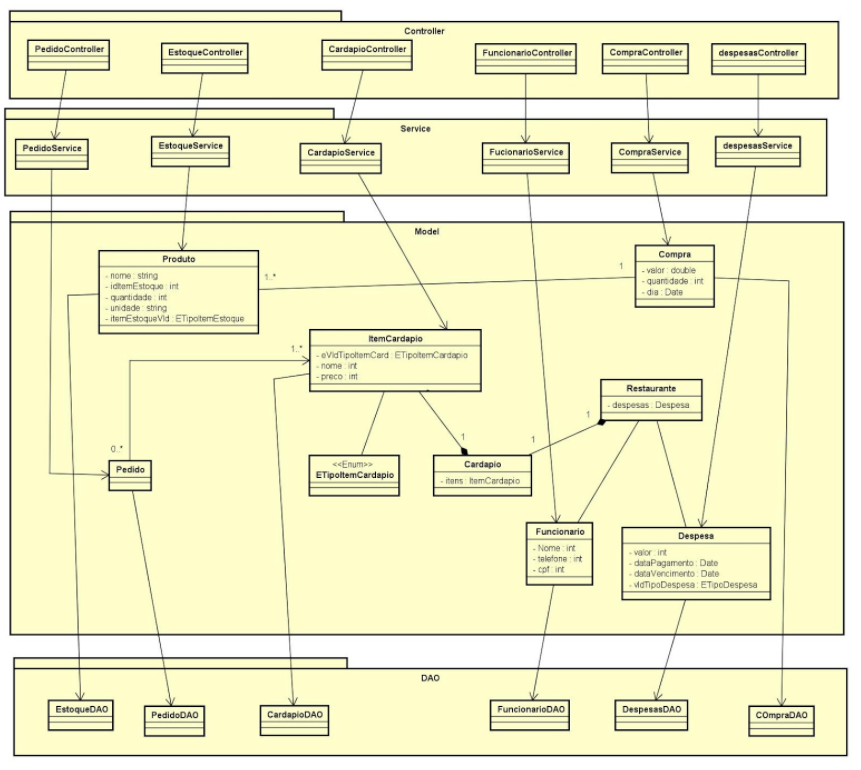 Controller
PedidoController
EstoqueController
CardapioController
FuncionarioController
CompraController
despesasController
Service
PedidoService
EstoqueService
CardapioService
FucionarioService
CompraService
despesasService
Model
Produto
- nome : string
- idItemEstoque : int
- quantidade : int
- unidade : string
- itemEstoqueVld : ETipoItemEstoque
1..*
1
Compra
- valor : double
- quantidade : int
- dia : Date
ItemCardapio
- eVldTipoItemCard : ETipoItemCardapio
- nome : int
- preco : int
1..*
0..*
Pedido
<<Enum>>
ETipoItemCardapio
1
Cardapio
- itens : ItemCardapio
1
1
Restaurante
- despesas : Despesa
Funcionario
- Nome : int
- telefone : int
- cpf : int
Despesa
- valor : int
- dataPagamento : Date
- dataVencimento : Date
- vldTipoDespesa : ETipoDespesa
DAO
EstoqueDAO
PedidoDAO
CardapioDAO
FuncionarioDAO
DespesasDAO
COmpraDAO